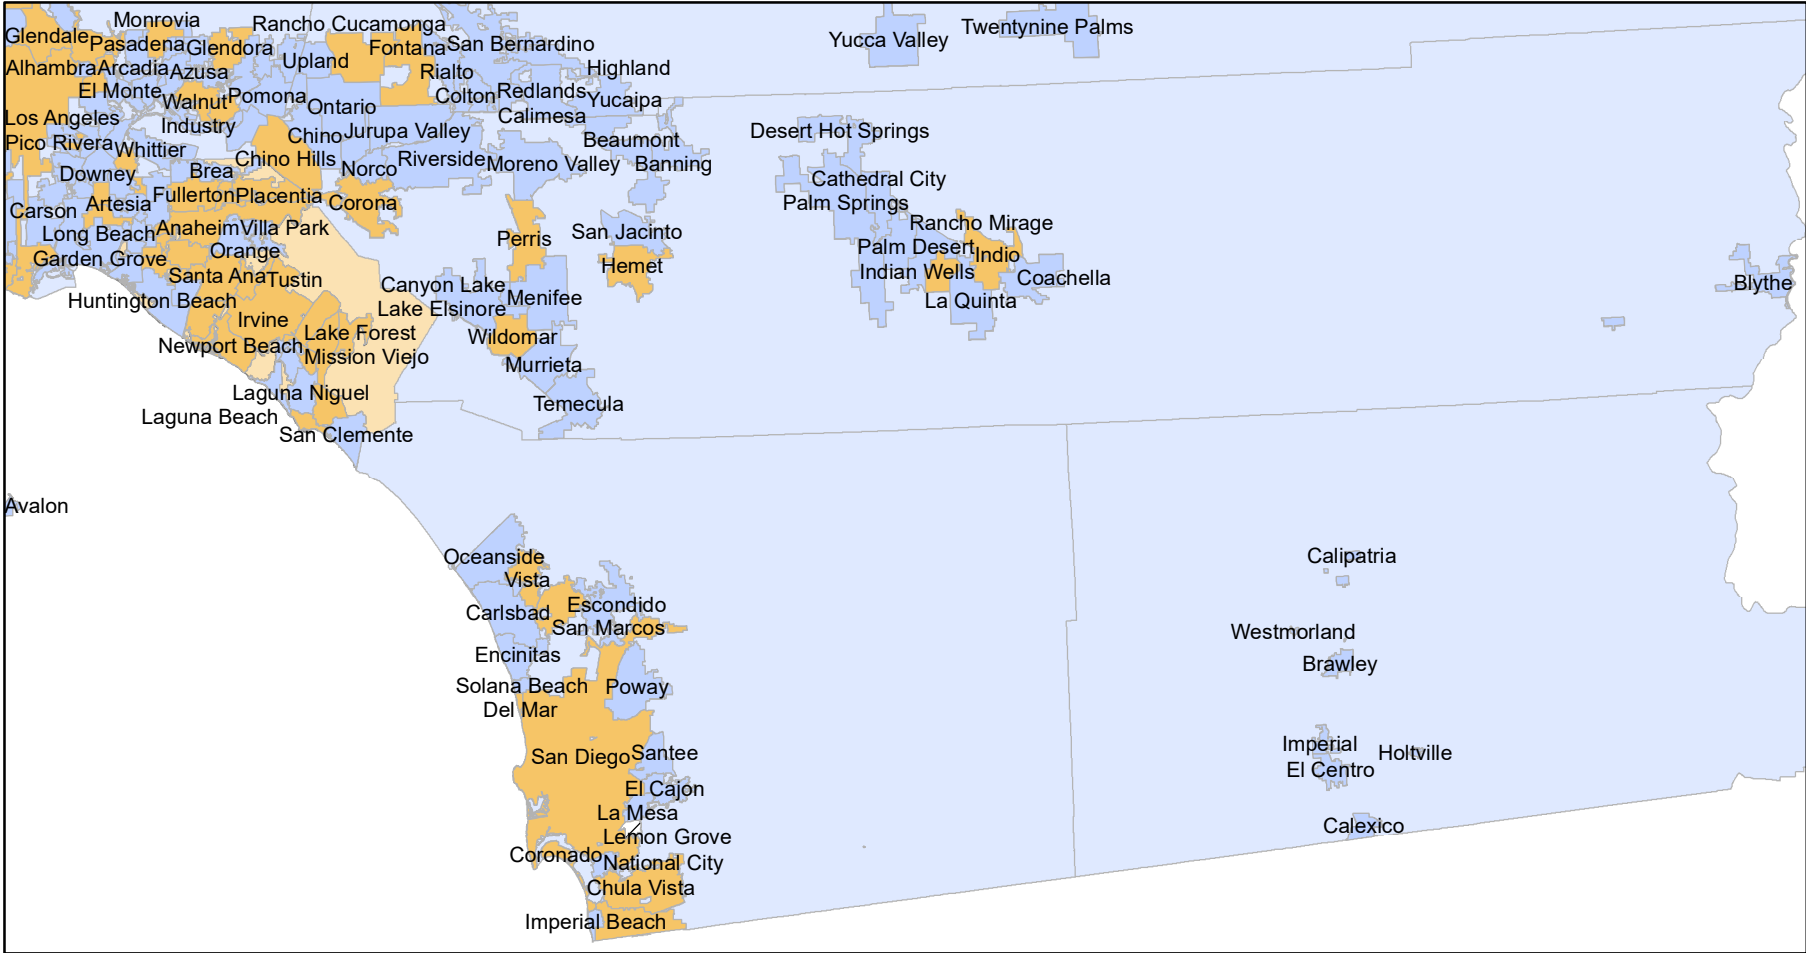 Monrovia
Rancho Cucamonga
Yucca Valley
Twentynine Palms
Glendale
Pasadena
Glendora
Fontana
San Bernardino
Upland
Alhambra
Arcadia
Azusa
Rialto
Highland
El Monte
Walnut
Pomona
Ontario
Colton
Redlands
Yucaipa
Los Angeles
Industry
Calimesa
Chino
Jurupa Valley
Desert Hot Springs
Pico Rivera
Whittier
Chino Hills
Riverside
Moreno Valley
Beaumont
Banning
Downey
Brea
Norco
Cathedral City
Carson
Artesia
Fullerton
Placentia
Corona
Palm Springs
Long Beach
Anaheim
Villa Park
Perris
San Jacinto
Rancho Mirage
Garden Grove
Orange
Hemet
Palm Desert
Indio
Santa Ana
Tustin
Canyon Lake
Indian Wells
Coachella
Blythe
Huntington Beach
Lake Elsinore
Menifee
La Quinta
Irvine
Lake Forest
Wildomar
Newport Beach
Mission Viejo
Murrieta
Laguna Niguel
Temecula
Laguna Beach
San Clemente
Avalon
Oceanside
Vista
Calipatria
Carlsbad
Escondido
San Marcos
Westmorland
Encinitas
Brawley
Solana Beach
Poway
Del Mar
San Diego
Santee
Imperial
Holtville
El Centro
El Cajon
La Mesa
Lemon Grove
Calexico
Coronado
National City
Chula Vista
Imperial Beach